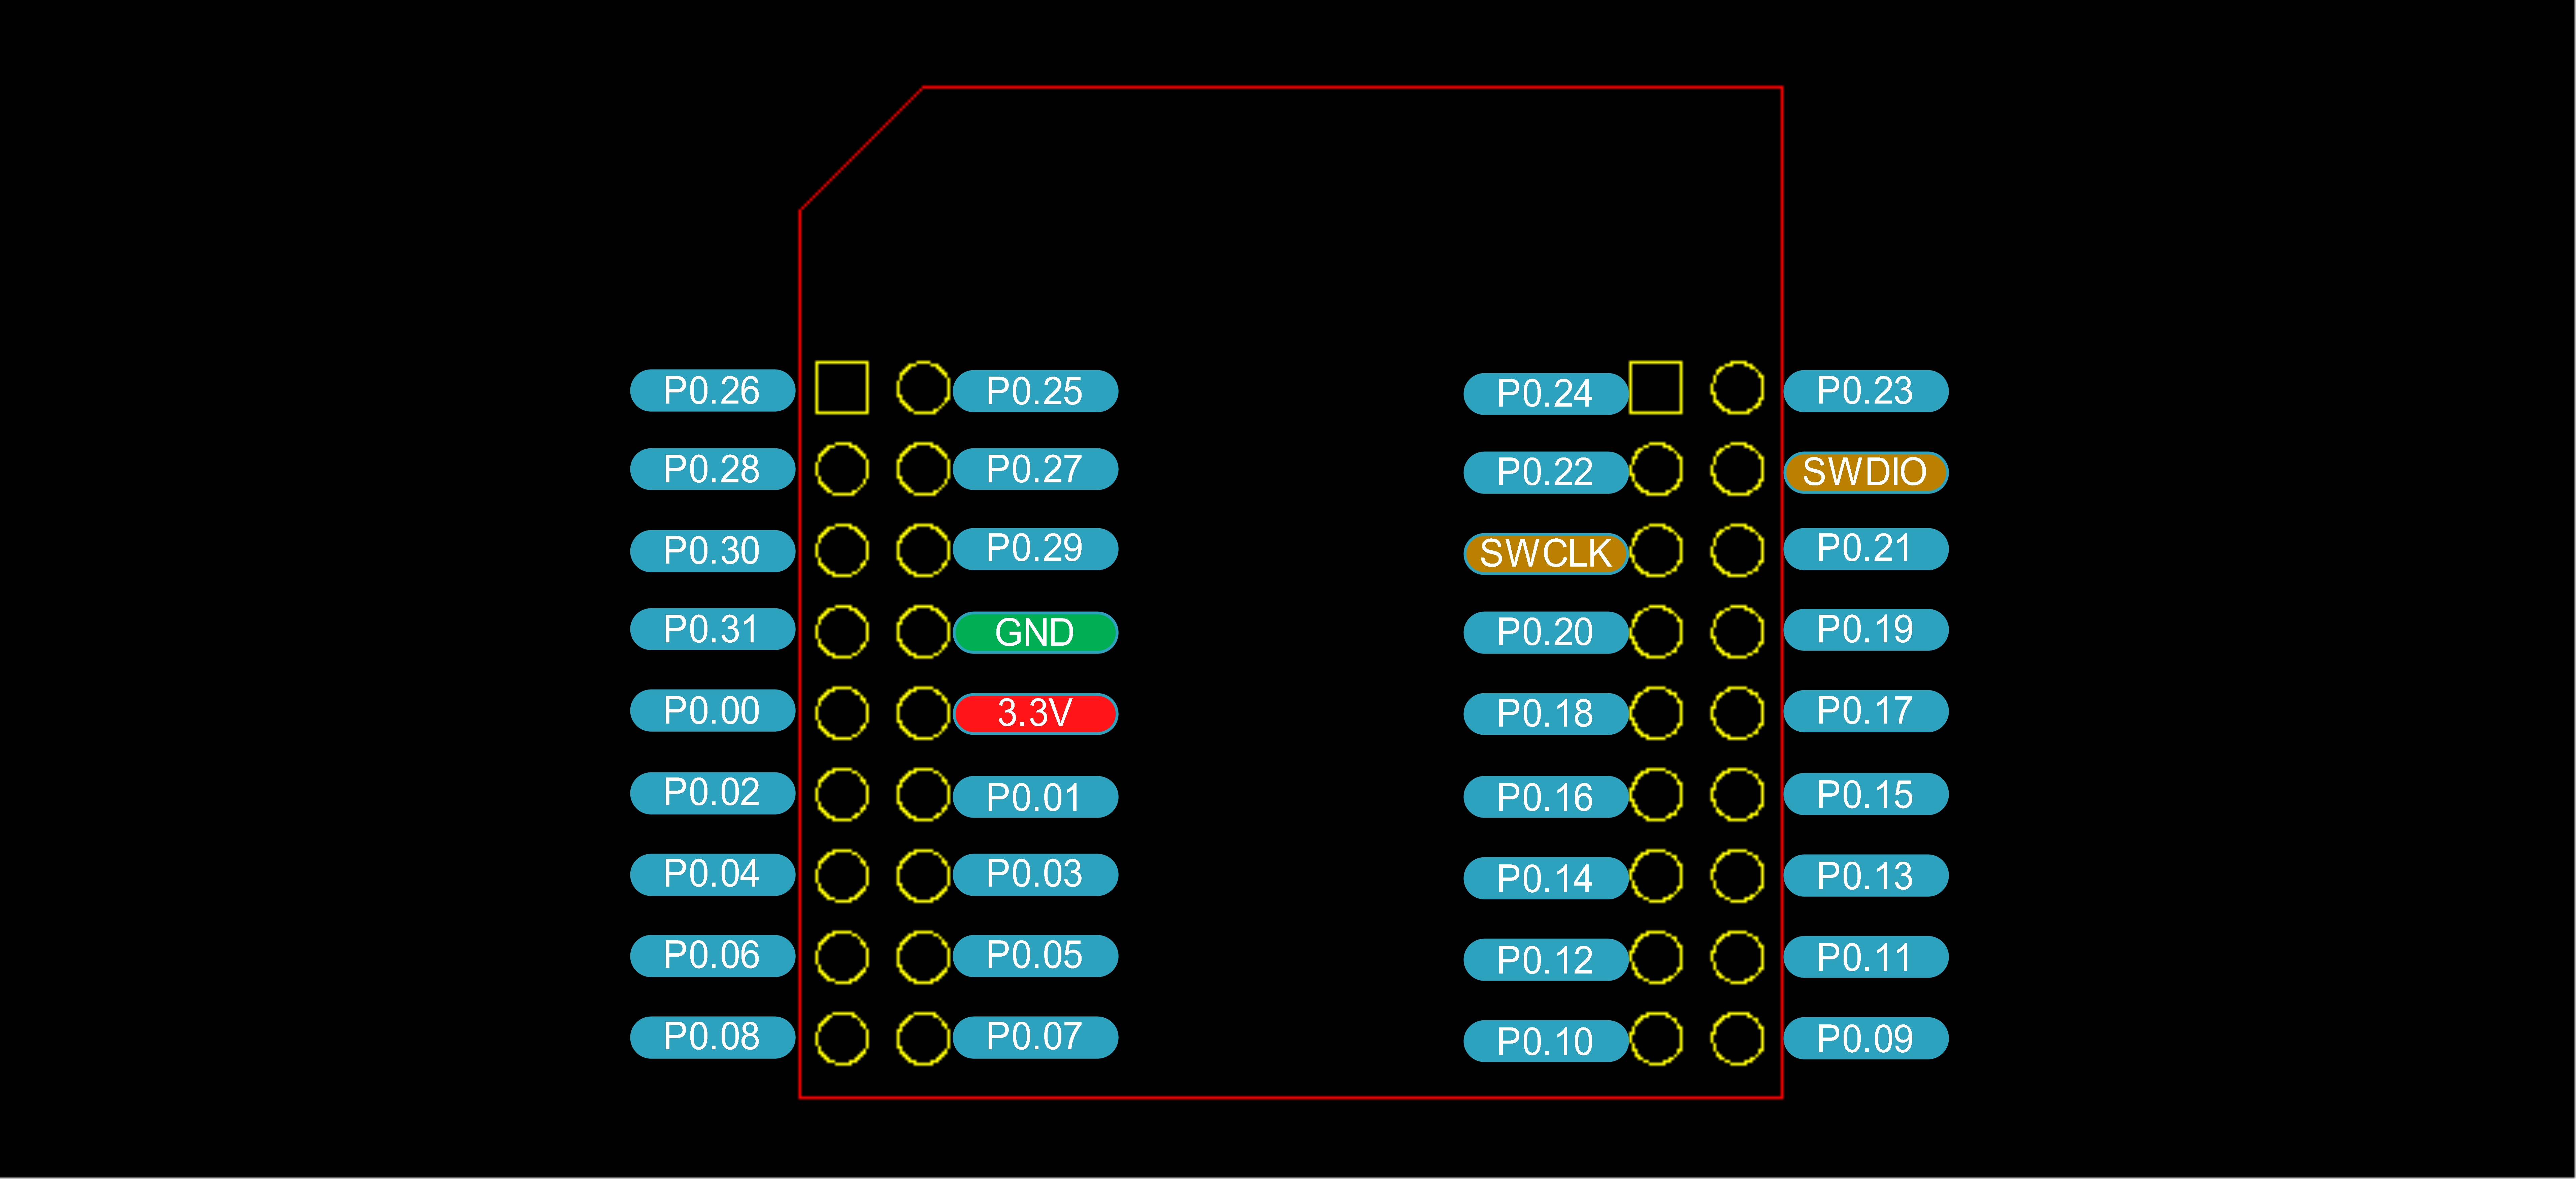 P0.26 P0.25 P0.24 P0.23
P0.28 P0.27 P0.22 SWDIO
P0.30 P0.29 SWCLK P0.21
P0.31 GND P0.20 P0.19
P0.00 3.3V P0.18 P0.17
P0.02 P0.01 P0.16 P0.15
P0.04 P0.03 P0.14 P0.13
P0.06 P0.05 P0.12 P0.11
P0.08 P0.07 P0.10 P0.09